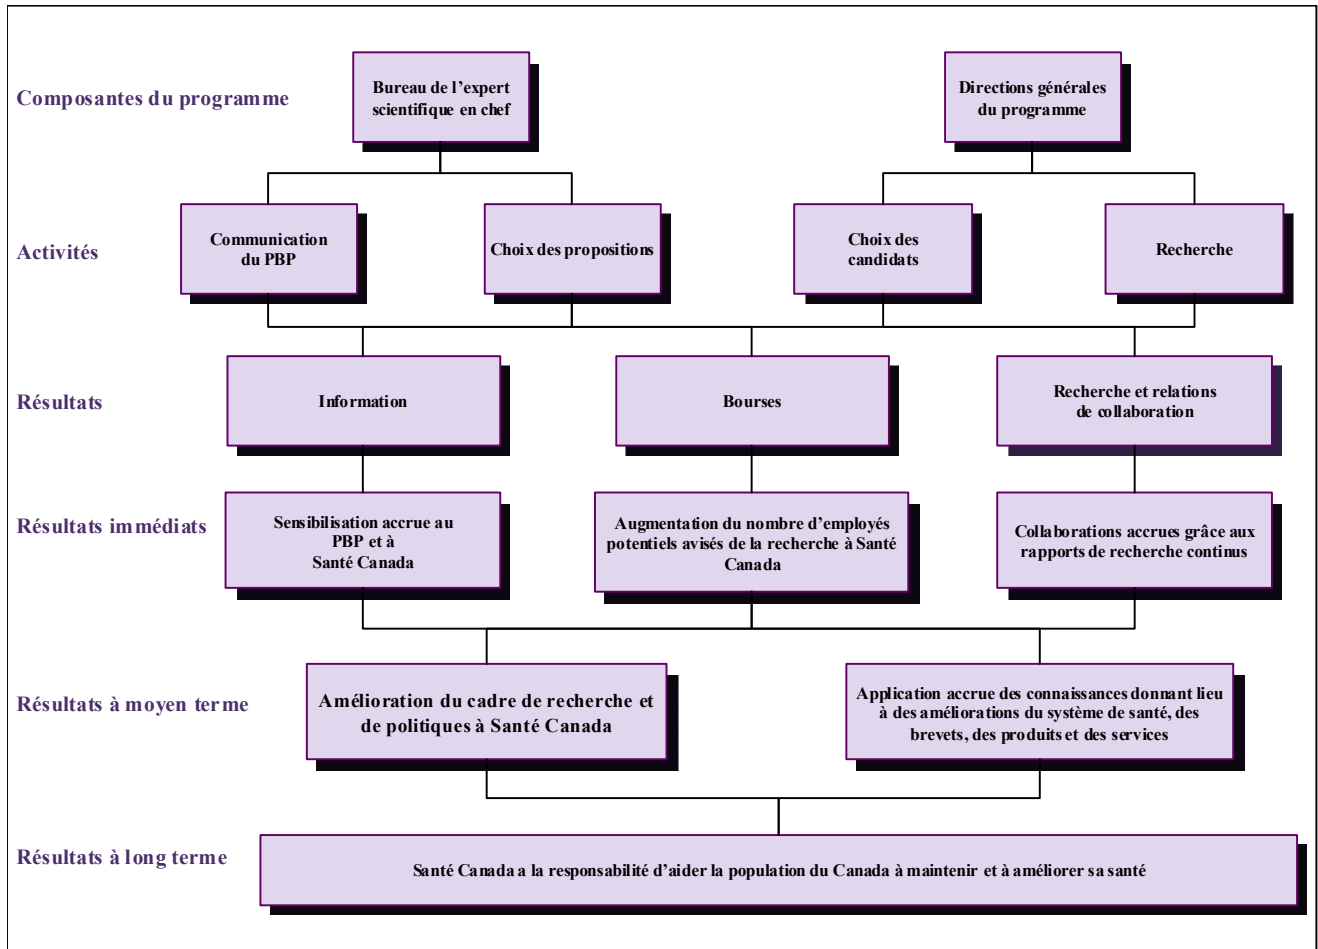 Composantes du programme
Bureau de l'expert
scientifique en chef
Directions générales
du programme
Activités
Communication
du PBP
Choix des propositions
Choix des
candidats
Recherche
Résultats
Information
Bourses
Recherche et relations
de collaboration
Résultats immédiats
Sensibilisation accrue au
PBP et à
Santé Canada
Augmentation du nombre d'employés
potentiels avisés de la recherche à Santé
Canada
Collaborations accrues grâce aux
rapports de recherche continus
Résultats à moyen terme
Amélioration du cadre de recherche et
de politiques à Santé Canada
Application accrue des connaissances donnant lieu
à des améliorations du système de santé, des
brevets, des produits et des services
Résultats à long terme
Santé Canada a la responsabilité d'aider la population du Canada à maintenir et à améliorer sa santé